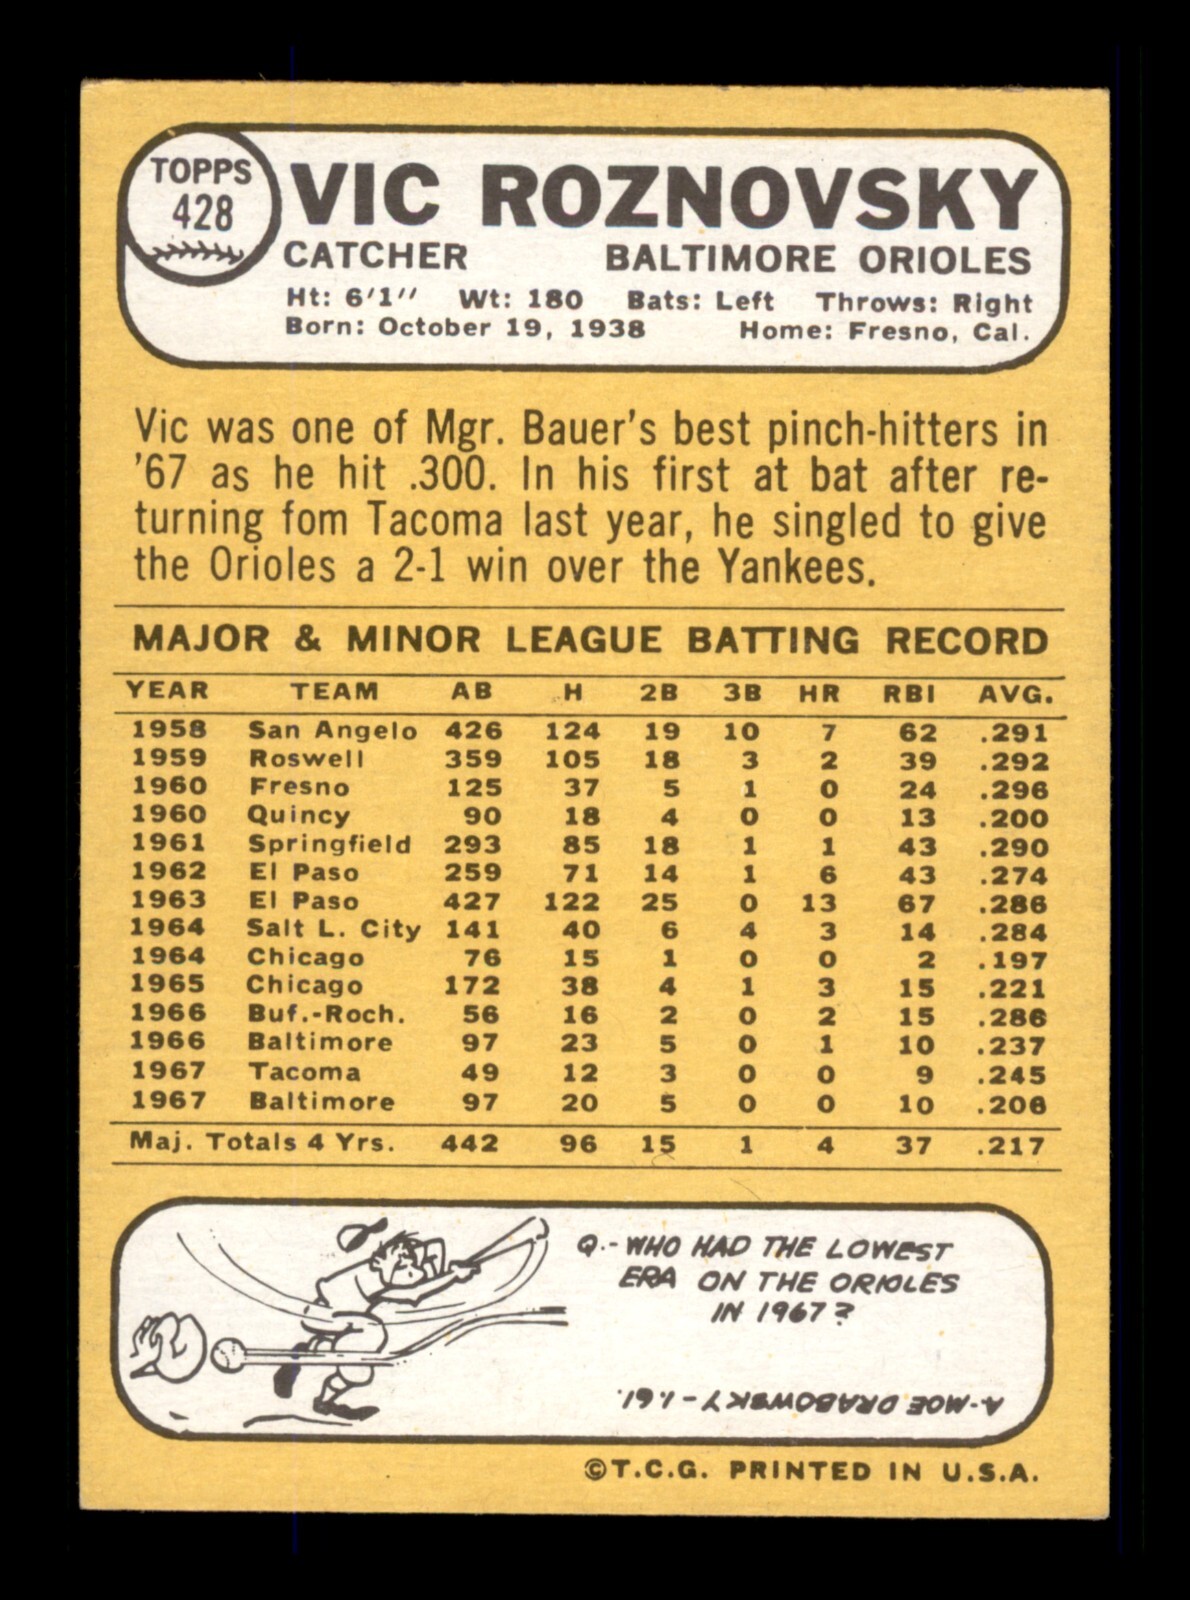 TOPPS
428
VIC ROZNOVSKY
CATCHER BALTIMORE ORIOLES
Ht: 6'1" Wt: 180 Bats: Left Throws: Right
Born: October 19, 1938 Home: Fresno, Cal.
Vic was one of Mgr. Bauer's best pinch-hitters in
'67 as he hit .300. In his first at bat after re-
turning fom Tacoma last year, he singled to give
the Orioles a 2-1 win over the Yankees.
MAJOR & MINOR LEAGUE BATTING RECORD
YEAR TEAM AB H 2B 3B HR RBI AVG.
1958 San Angelo 426 124 19 10 7 62 .291
1959 Roswell 359 105 18 3 2 39 .292
1960 Fresno 125 37 5 1 0 24 .296
1960 Quincy 90 18 4 0 0 13 .200
1961 Springfield 293 85 18 1 1 43 .290
1962 El Paso 259 71 14 1 6 43 .274
1963 El Paso 427 122 25 0 13 67 .286
1964 Salt L. City 141 40 6 4 3 14 .284
1964 Chicago 76 15 1 0 0 2 .197
1965 Chicago 172 38 4 1 3 15 .221
1966 Buf.-Roch. 56 16 2 0 2 15 .286
1966 Baltimore 97 23 5 0 1 10 .237
1967 Tacoma 49 12 3 0 0 9 .245
1967 Baltimore 97 20 5 0 0 10 .206
Maj. Totals 4 Yrs. 442 96 15 1 4 37 .217
Q.- WHO HAD THE LOWEST
ERA ON THE ORIOLES
IN 1967?
A-MOE DRABOWSKY-1.61.
©T.C.G. PRINTED IN U.S.A.